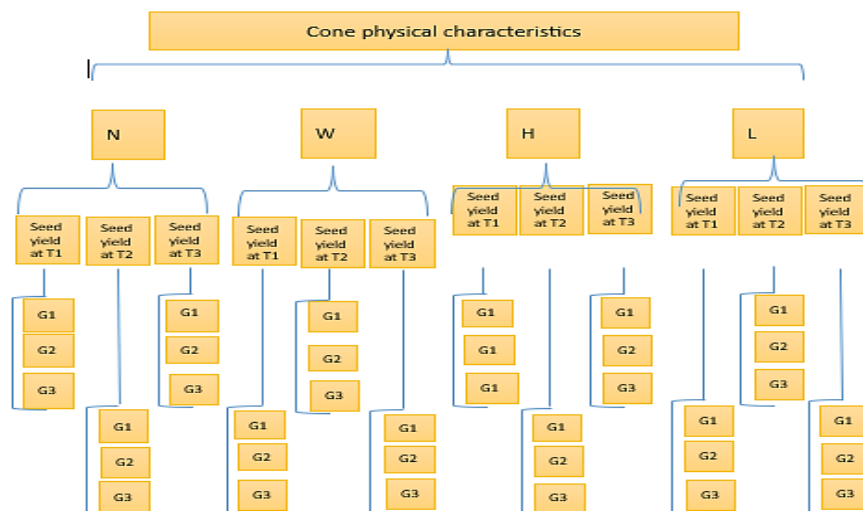 Cone physical characteristics
N
W
H
L
Seed
yield
at T1
Seed
yield
at T2
Seed
yield
at T3
Seed
yield
at T1
Seed
yield
at T2
Seed
yield
at T3
Seed
yield
at T1
Seed
yield
at T2
Seed
yield
at T3
Seed
yield
at T1
Seed
yield
at T2
Seed
yield
at T3
G1
G2
G3
G1
G2
G3
G1
G2
G3
G1
G2
G3
G1
G2
G3
G1
G2
G3
G1
G1
G1
G1
G2
G3
G1
G2
G3
G1
G2
G3
G1
G2
G3
G1
G2
G3